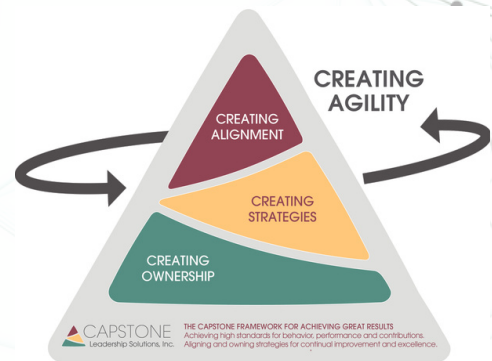 CREATING
AGILITY
CREATING
ALIGNMENT
CREATING
STRATEGIES
CREATING
OWNERSHIP
CAPSTONE
Leadership Solutions, Inc.
THE CAPSTONE FRAMEWORK FOR ACHIEVING GREAT RESULTS
Achieving high standards for behavior, performance and contributions.
Aligning and owning strategies for continual improvement and excellence.